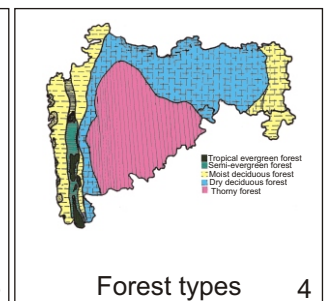 Tropical evergreen forest
Semi-evergreen forest
Moist deciduous forest
Dry deciduous forest
Thorny forest
Forest types 4